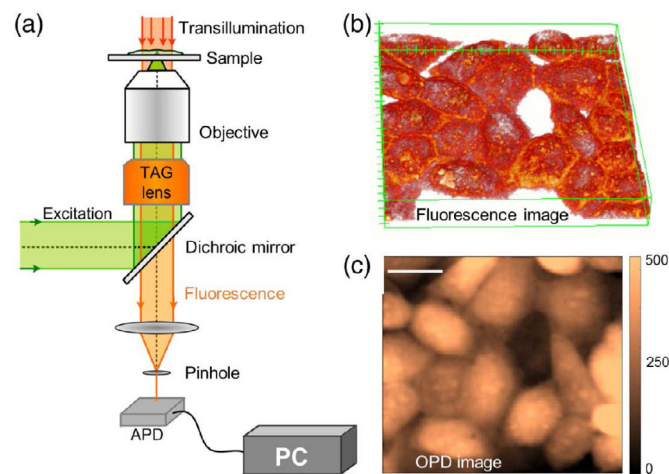 (a)
Transillumination
Sample
Objective
TAG
lens
Excitation
Dichroic mirror
Fluorescence
Pinhole
APD
PC
(b)
Fluorescence image
(c)
500
250
0
OPD image